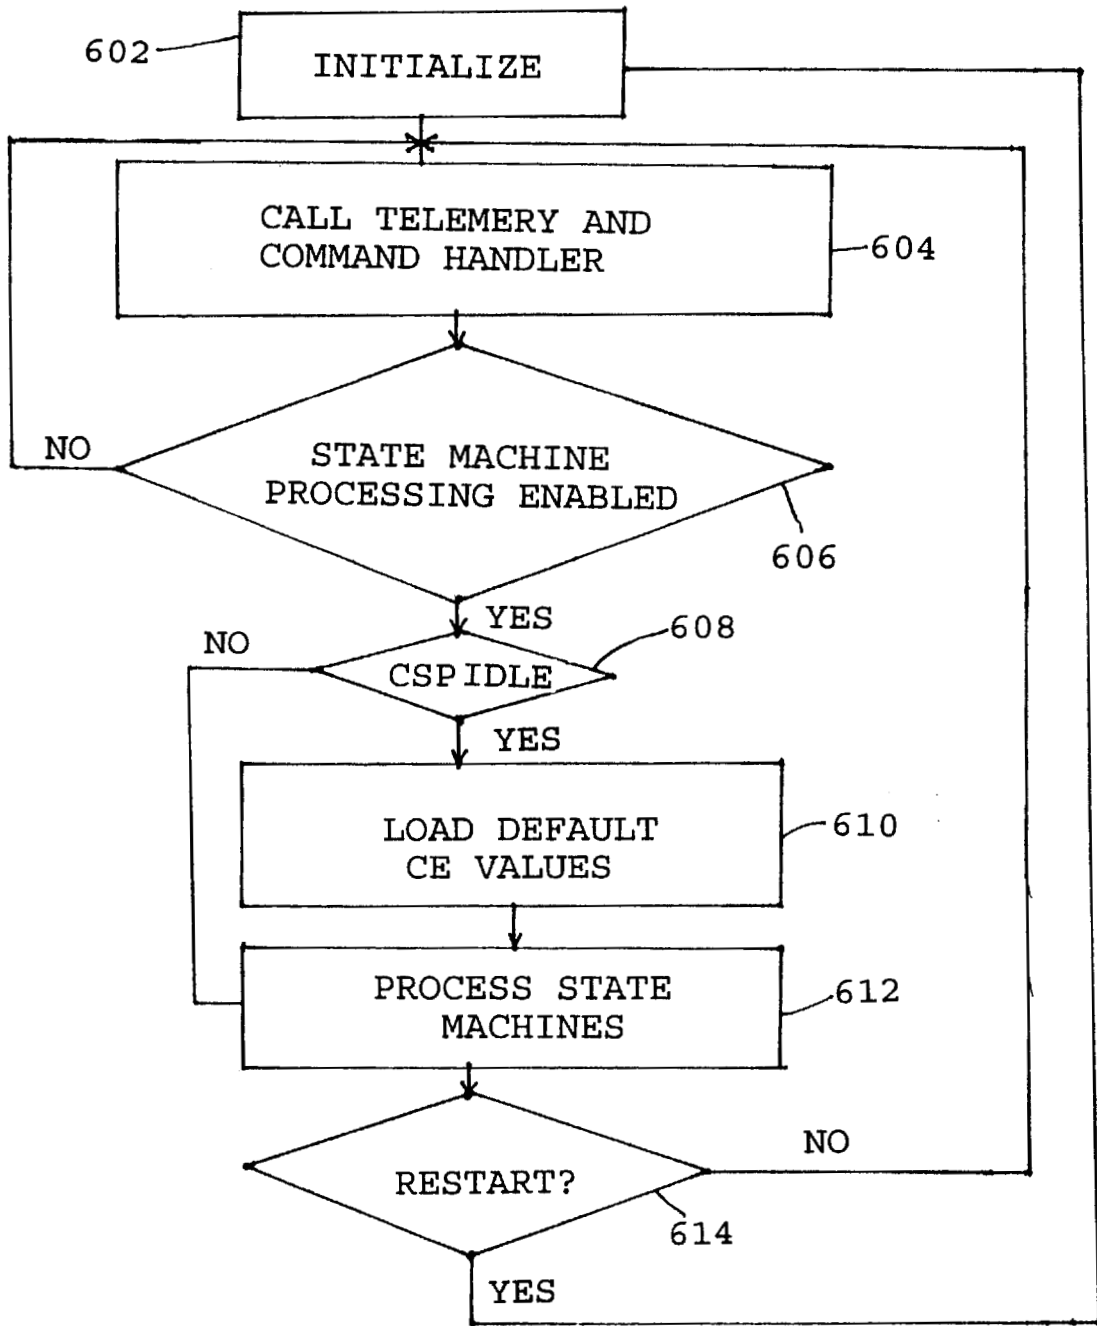 602
INITIALIZE
CALL TELEMERY AND
COMMAND HANDLER
604
NO
STATE MACHINE
PROCESSING ENABLED
606
YES
NO
608
CSP IDLE
YES
LOAD DEFAULT
CE VALUES
610
PROCESS STATE
MACHINES
612
NO
RESTART?
614
YES